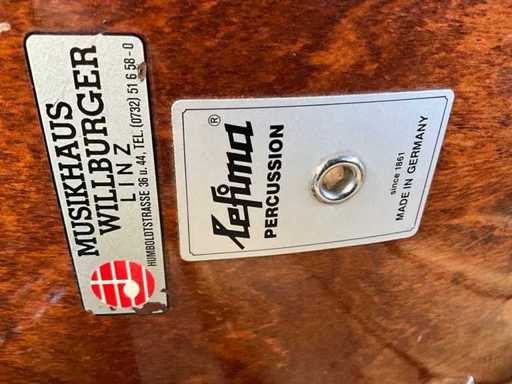 MUSIKHAUS
WILLBURGER
LINZ
HUMBOLDTSTRASSE 36 u. 44, TEL. (0732) 51 6 58-0
Lefima®
PERCUSSION
since 1861
MADE IN GERMANY